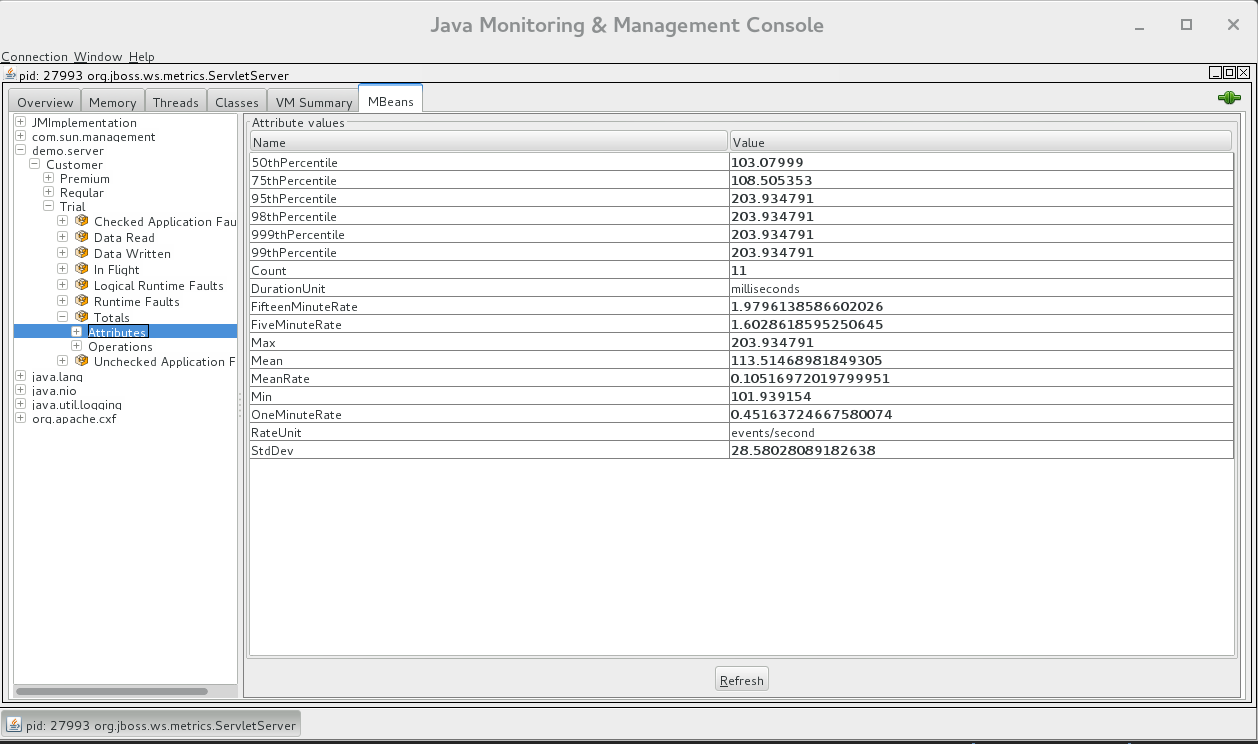 Java Monitoring & Management Console
Connection Window Help
pid: 27993 org.jboss.ws.metrics.ServletServer
Overview Memory Threads Classes VM Summary MBeans
JMImplementation
com.sun.management
demo.server
Customer
Premium
Regular
Trial
Checked Application Fau
Data Read
Data Written
In Flight
Logical Runtime Faults
Runtime Faults
Totals
Attributes
Operations
Unchecked Application F
java.lang
java.nio
java.util.logging
org.apache.cxf
Attribute values
Name Value
50thPercentile 103.07999
75thPercentile 108.505353
95thPercentile 203.934791
98thPercentile 203.934791
999thPercentile 203.934791
99thPercentile 203.934791
Count 11
DurationUnit milliseconds
FifteenMinuteRate 1.9796138586602026
FiveMinuteRate 1.6028618595250645
Max 203.934791
Mean 113.51468981849305
MeanRate 0.10516972019799951
Min 101.939154
OneMinuteRate 0.45163724667580074
RateUnit events/second
StdDev 28.58028089182638
Refresh
pid: 27993 org.jboss.ws.metrics.ServletServer